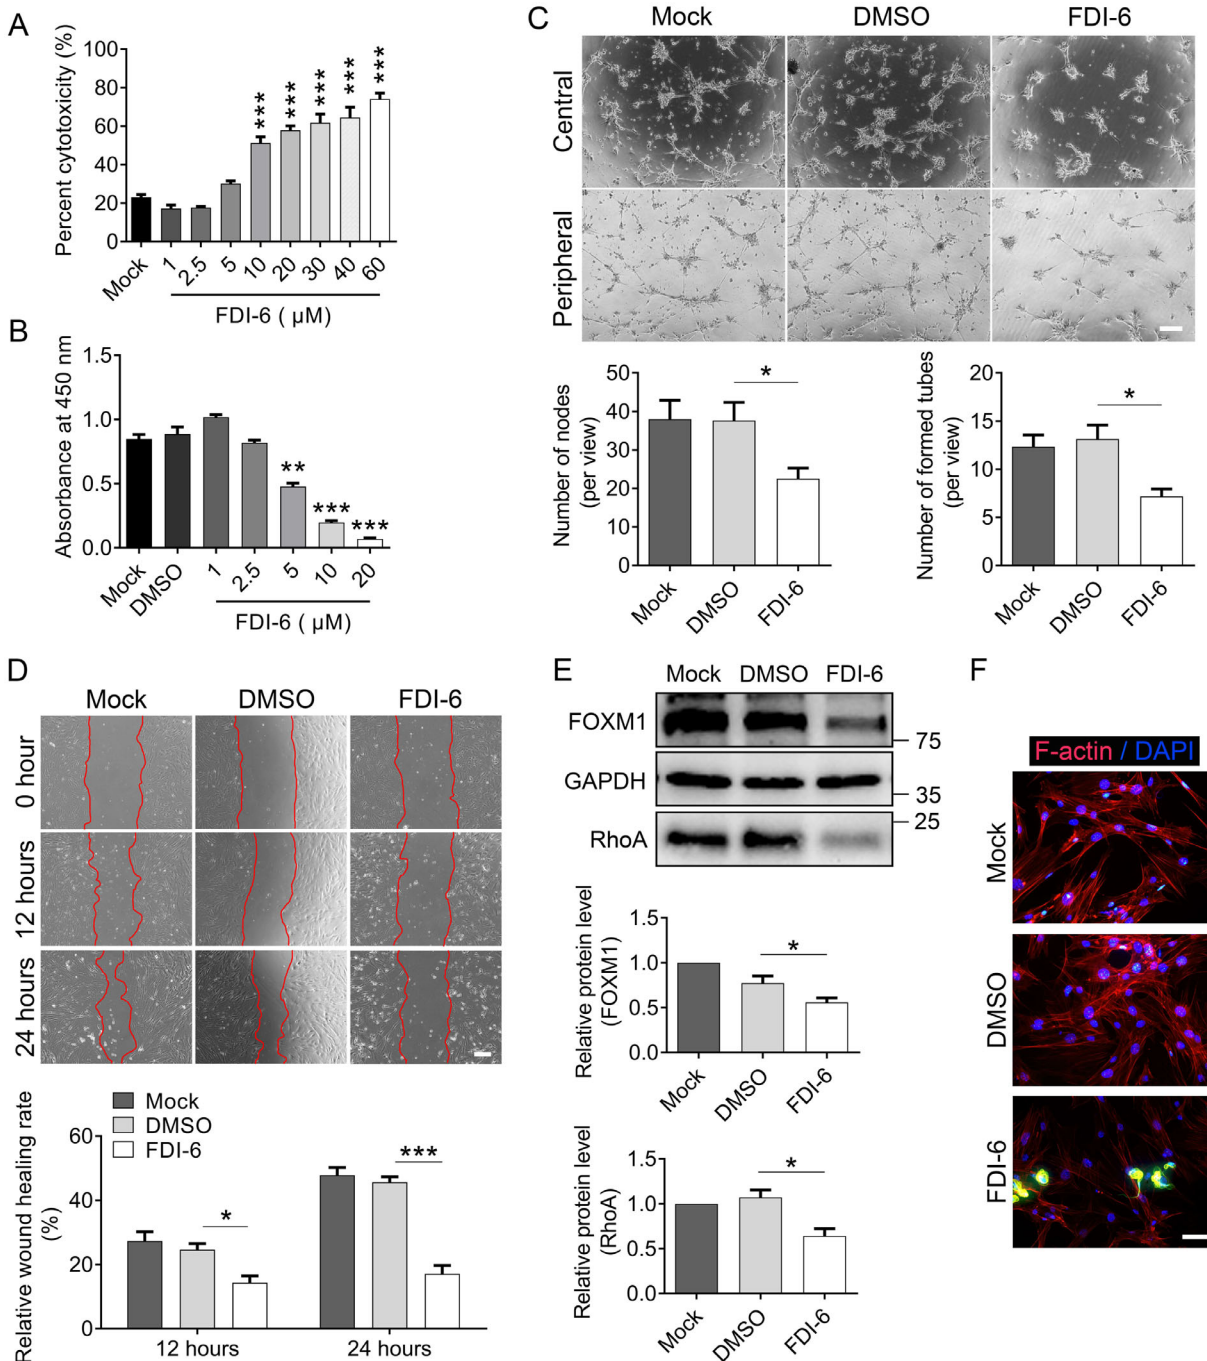 A
Percent cytotoxicity (%)
100
80
60
40
20
0
***
***
***
***
***
Mock
1
2.5
5
10
20
30
40
60
FDI-6 ( µM)
B
Absorbance at 450 nm
1.5
1.0
0.5
0.0
**
***
***
Mock
DMSO
1
2.5
5
10
20
FDI-6 ( µM)
C
Mock DMSO FDI-6
Central
Peripheral
Number of nodes
(per view)
50
40
30
20
10
0
*
Mock
DMSO
FDI-6
Number of formed tubes
(per view)
20
15
10
5
0
*
Mock
DMSO
FDI-6
D
Mock DMSO FDI-6
0 hour
12 hours
24 hours
Mock
DMSO
FDI-6
Relative wound healing rate
(%)
60
40
20
0
*
***
12 hours 24 hours
E
Mock DMSO FDI-6
FOXM1
75
GAPDH
35
25
RhoA
Relative protein level
(FOXM1)
1.5
1.0
0.5
0.0
*
Mock
DMSO
FDI-6
Relative protein level
(RhoA)
1.5
1.0
0.5
0.0
*
Mock
DMSO
FDI-6
F
F-actin / DAPI
Mock
DMSO
FDI-6